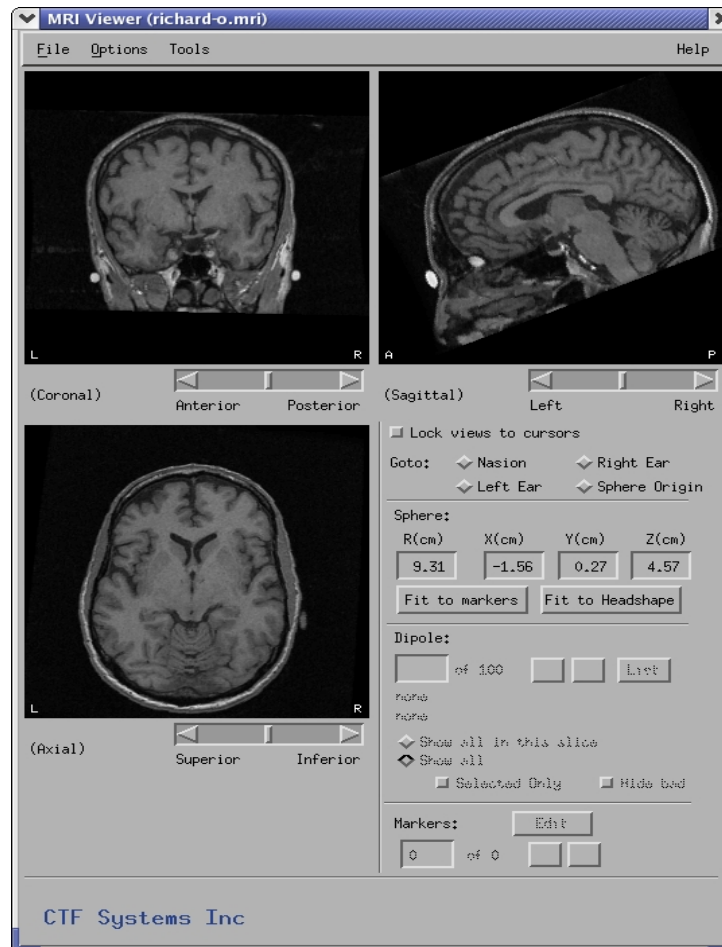 MRI Viewer (richard-o.mri)
File Options Tools Help
L R
A P
(Coronal)
Anterior Posterior
(Sagittal)
Left Right
Lock views to cursors
Goto: Nasion Right Ear
Left Ear Sphere Origin
Sphere:
R(cm) X(cm) Y(cm) Z(cm)
9.31 -1.56 0.27 4.57
Fit to markers Fit to Headshape
Dipole:
of 100 List
none
none
Show all in this slice
Show all
Selected Only Hide bad
L R
(Axial)
Superior Inferior
Markers: Edit
0 of 0
CTF Systems Inc